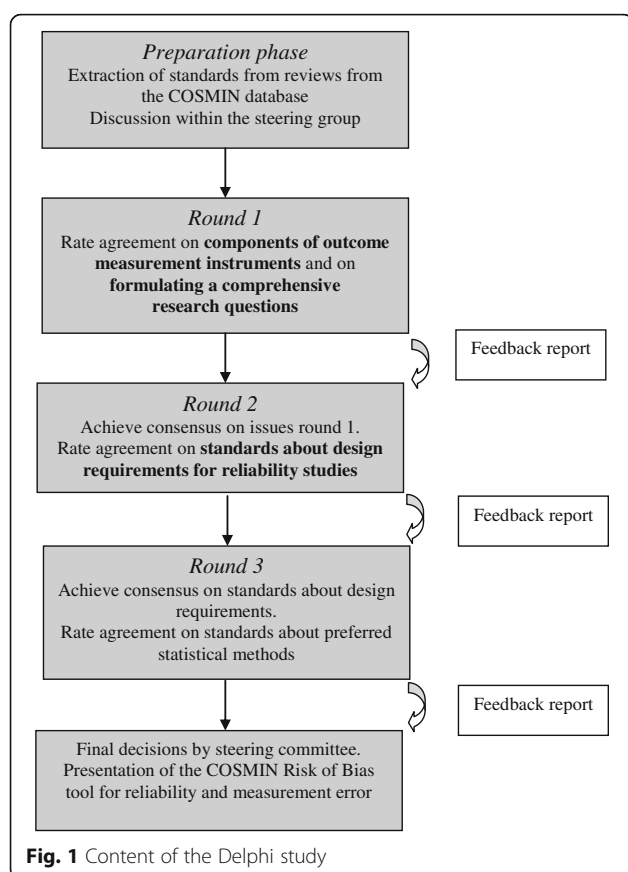 Preparation phase
Extraction of standards from reviews from
the COSMIN database
Discussion within the steering group
Round 1
Rate agreement on components of outcome
measurement instruments and on
formulating a comprehensive
research questions
Feedback report
Round 2
Achieve consensus on issues round 1.
Rate agreement on standards about design
requirements for reliability studies
Feedback report
Round 3
Achieve consensus on standards about design
requirements.
Rate agreement on standards about preferred
statistical methods
Feedback report
Final decisions by steering committee.
Presentation of the COSMIN Risk of Bias
tool for reliability and measurement error
Fig. 1 Content of the Delphi study